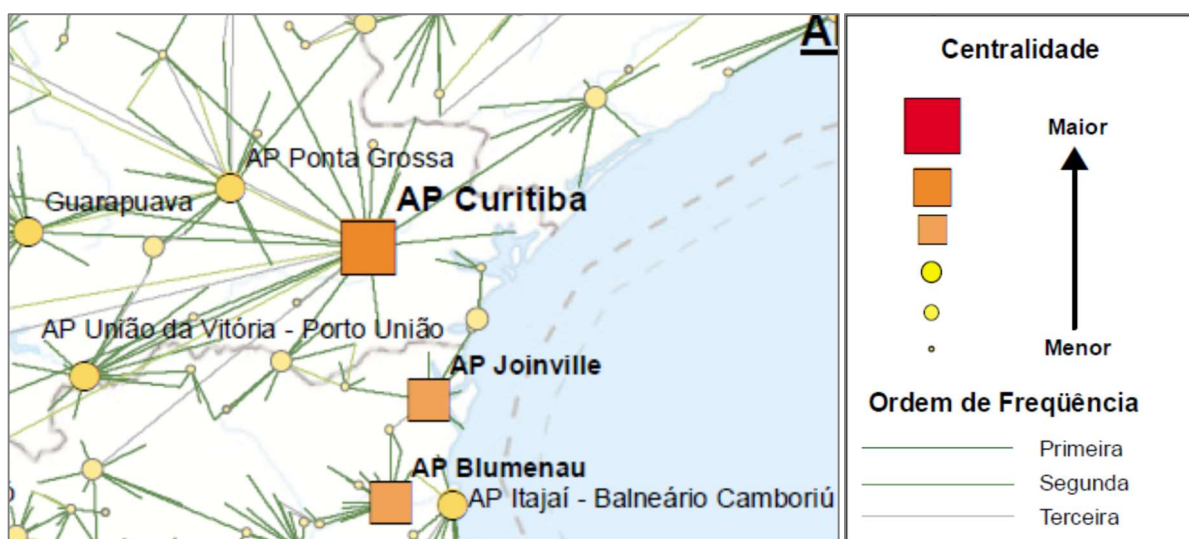 A
AP Ponta Grossa
Guarapuava
AP Curitiba
AP União da Vitória - Porto União
AP Joinville
AP Blumenau
AP Itajaí - Balneário Camboriú
Centralidade
Maior
Menor
Ordem de Freqüência
Primeira
Segunda
Terceira